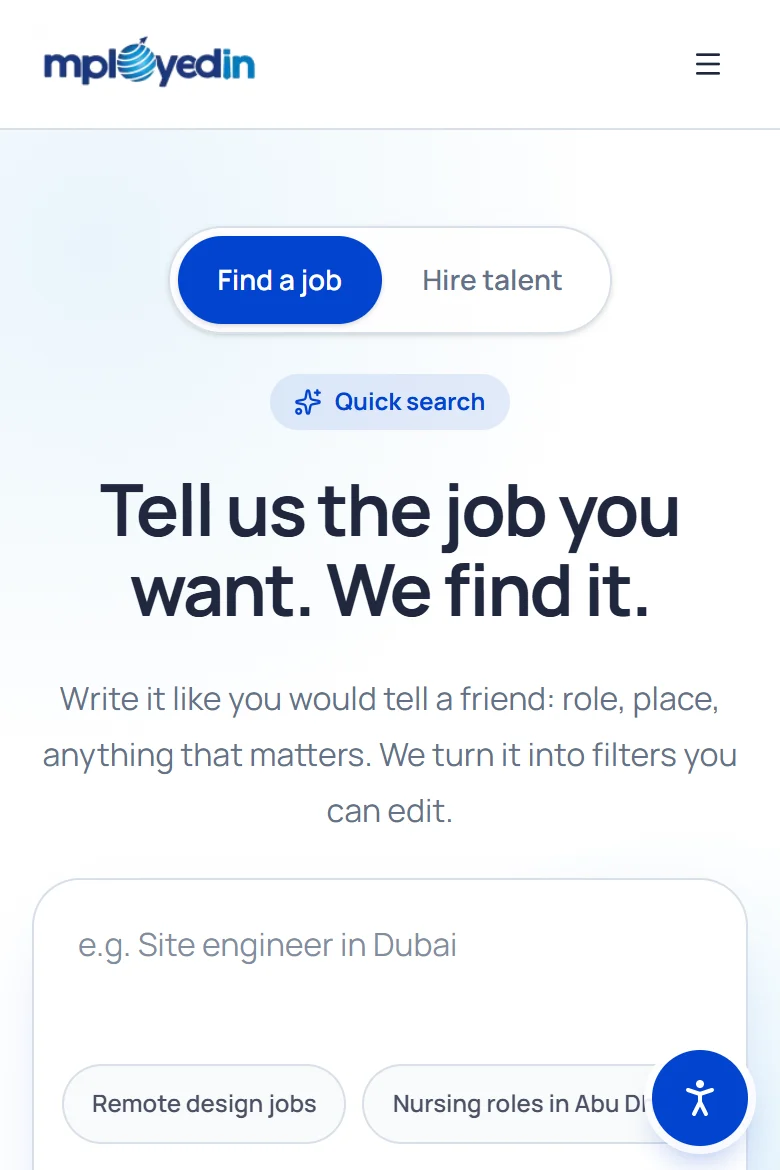 mployedin
Find a job
Hire talent
Quick search
Tell us the job you
want. We find it.
Write it like you would tell a friend: role, place,
anything that matters. We turn it into filters you
can edit.
e.g. Site engineer in Dubai
Remote design jobs
Nursing roles in Abu